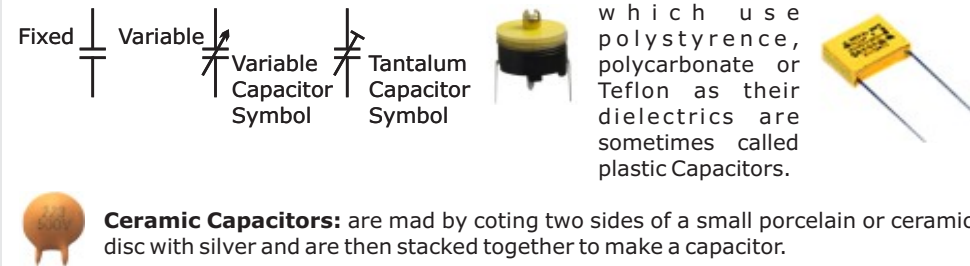 Fixed
Variable
Variable
Capacitor
Symbol
Tantalum
Capacitor
Symbol
which use
polystyrence,
polycarbonate or
Teflon as their
dielectrics are
sometimes called
plastic Capacitors.
500V
Ceramic Capacitors: are mad by coting two sides of a small porcelain or ceramic
disc with silver and are then stacked together to make a capacitor.